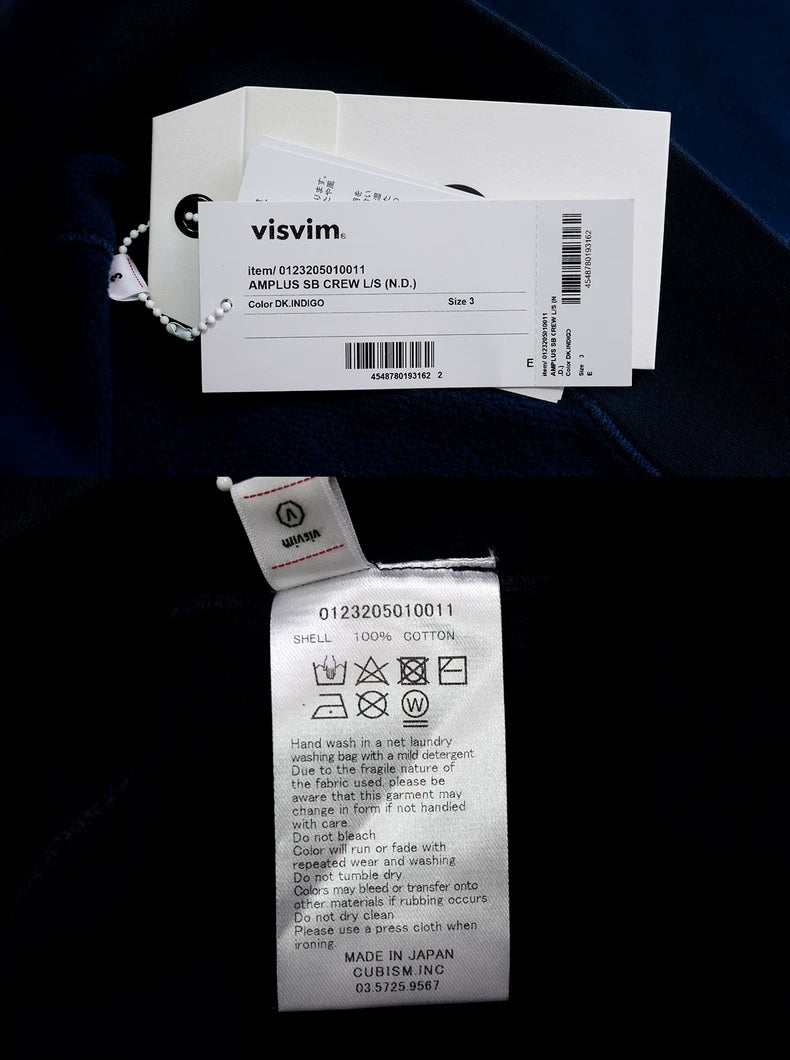 visvim®
item/ 0123205010011
AMPLUS SB CREW L/S (N.D.)
Color DK.INDIGO Size 3
4548780193162 2
E
4548780193162
item/ 0123205010011
AMPLUS SB CREW L/S (N
.D.)
Color DK.INDIGO
Size 3
E
V
visvim
0123205010011
SHELL 100% COTTON
W
Hand wash in a net laundry
washing bag with a mild detergent
Due to the fragile nature of
the fabric used, please be
aware that this garment may
change in form if not handled
with care.
Do not bleach
Color will run or fade with
repeated wear and washing
Do not tumble dry.
Colors may bleed or transfer onto
other materials if rubbing occurs
Do not dry clean
Please use a press cloth when
ironing.
MADE IN JAPAN
CUBISM.INC
03.5725.9567